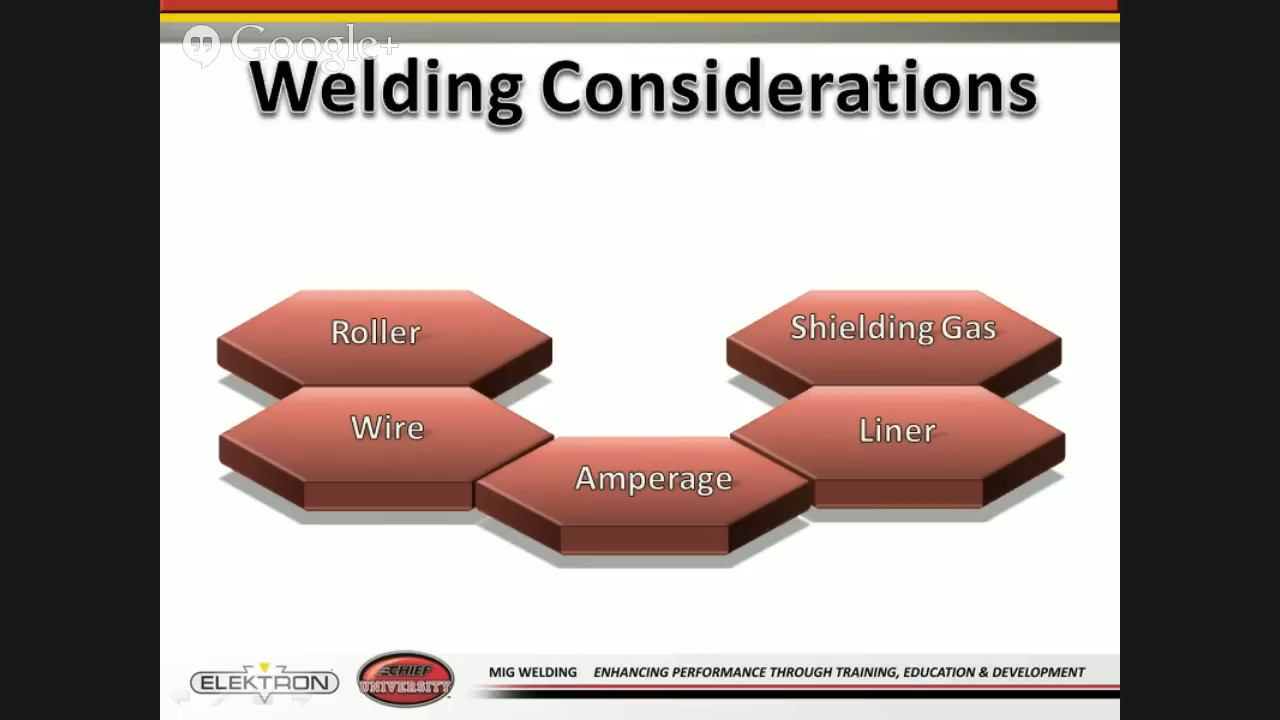 Google+
Welding Considerations
Roller
Shielding Gas
Wire
Liner
Amperage
ELEKTRON
CHIEF
UNIVERSITY
MIG WELDING ENHANCING PERFORMANCE THROUGH TRAINING, EDUCATION & DEVELOPMENT